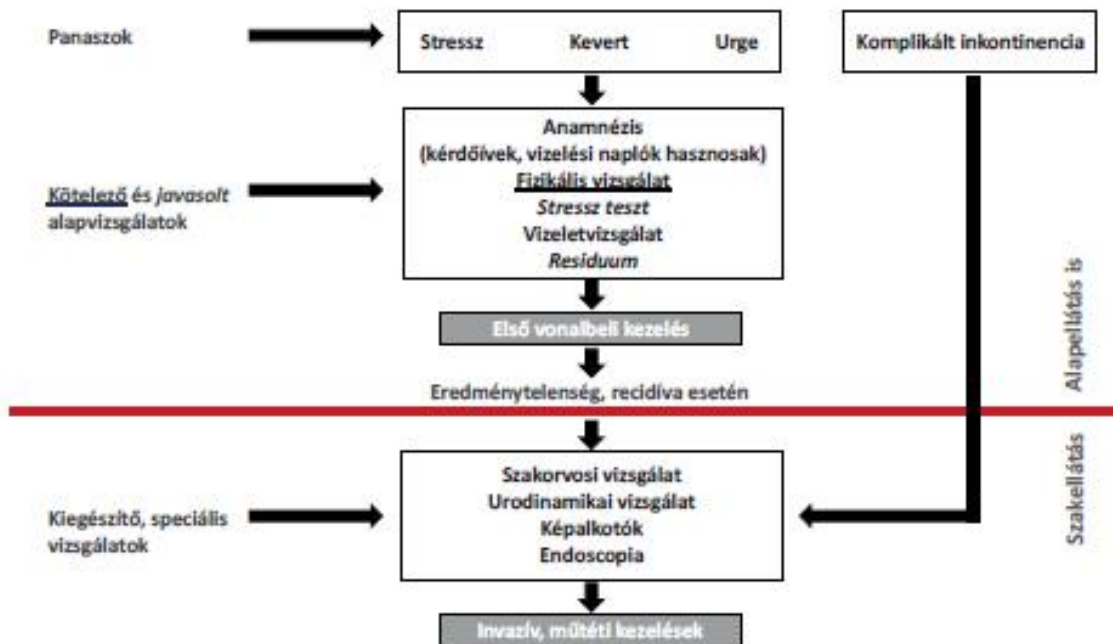 Panaszok
Stressz Kevert Urge
Komplikált inkontinencia
Kötelező és javasolt
alapvizsgálatok
Anamnézis
(kérdőívek, vizelési naplók hasznosak)
Fizikális vizsgálat
Stressz teszt
Vizeletvizsgálat
Residuum
Első vonalbeli kezelés
Eredménytelenség, recidíva esetén
Alapellátás is
Szakellátás
Kiegészítő, speciális
vizsgálatok
Szakorvosi vizsgálat
Urodinamikai vizsgálat
Képalkotók
Endoscopia
Invazív, műtéti kezelések